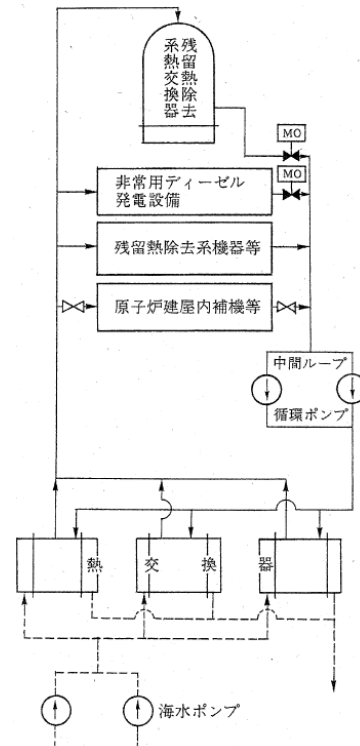 残留熱除去
系熱交換器
MO
MO
非常用ディーゼル
発電設備
残留熱除去系機器等
原子炉建屋内補機等
中間ループ
循環ポンプ
熱交換器
海水ポンプ